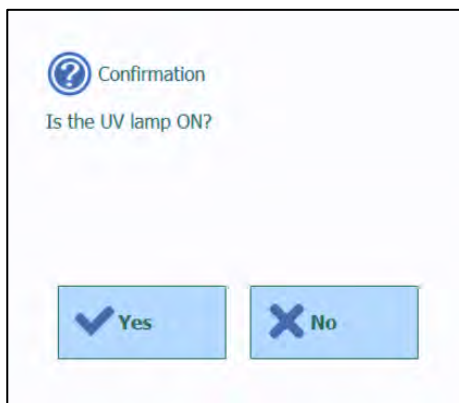 Confirmation
Is the UV lamp ON?
Yes
No